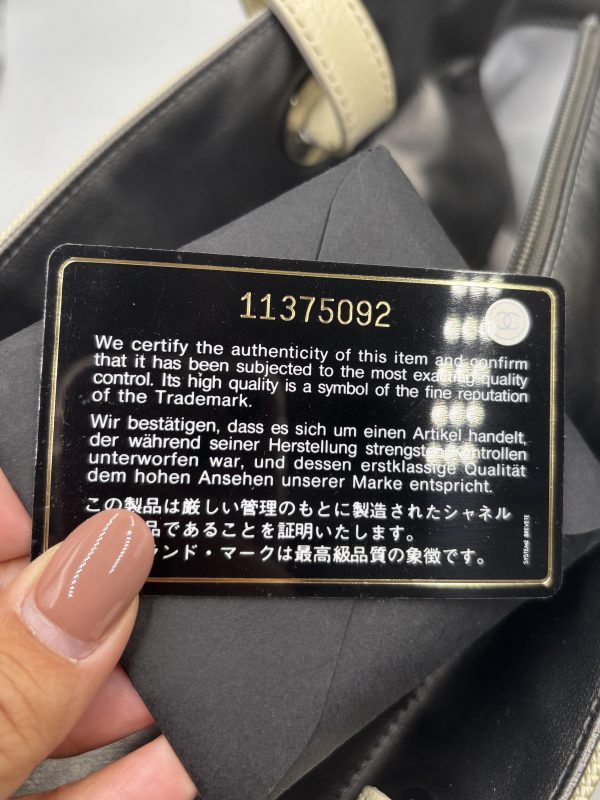 11375092
We certify the authenticity of this item and confirm
that it has been subjected to the most exacting quality
control. Its high quality is a symbol of the fine reputation
of the Trademark.
Wir bestätigen, dass es sich um einen Artikel handelt,
der während seiner Herstellung strengsten Kontrollen
unterworfen war, und dessen erstklassige Qualität
dem hohen Ansehen unserer Marke entspricht.
この製品は厳しい管理のもとに製造されたシャネル
品であることを証明いたします。
ンド・マークは最高級品質の象徴です。